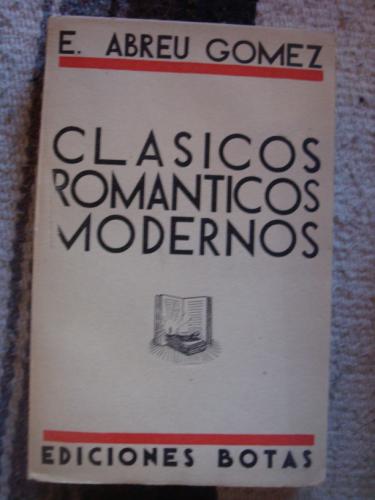 E. ABREU GOMEZ
CLASICOS
ROMANTICOS
MODERNOS
EDICIONES BOTAS